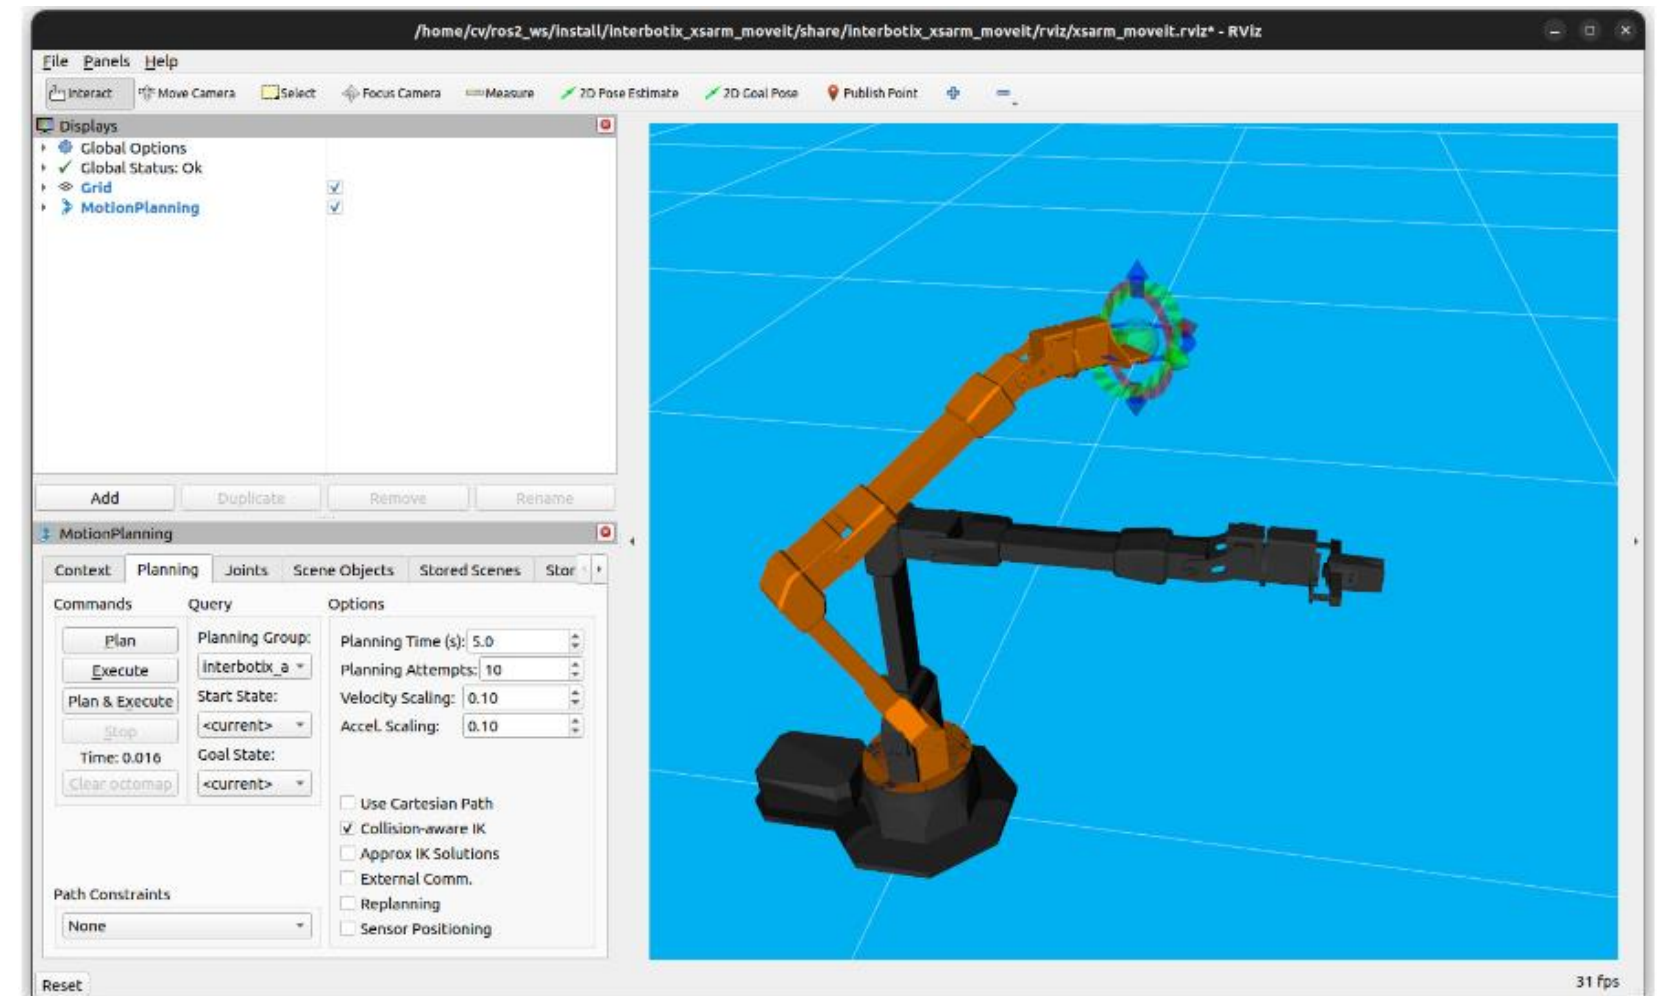 /home/cv/ros2_ws/install/interbotix_xsarm_moveit/share/interbotix_xsarm_moveit/rviz/xsarm_moveit.rviz* - RViz
File Panels Help
Interact Move Camera Select Focus Camera Measure 2D Pose Estimate 2D Goal Pose Publish Point
Displays
Global Options
Global Status: Ok
Grid
MotionPlanning
Add Duplicate Remove Rename
MotionPlanning
Context Planning Joints Scene Objects Stored Scenes Stor
Commands Query Options
Plan Planning Group: Planning Time (s): 5.0
Execute interbotix_a Planning Attempts: 10
Plan & Execute Start State: Velocity Scaling: 0.10
Stop <current> Accel. Scaling: 0.10
Time: 0.016 Goal State:
Clear octomap <current>
Use Cartesian Path
Collision-aware IK
Approx IK Solutions
External Comm.
Path Constraints Replanning
None Sensor Positioning
Reset 31 fps